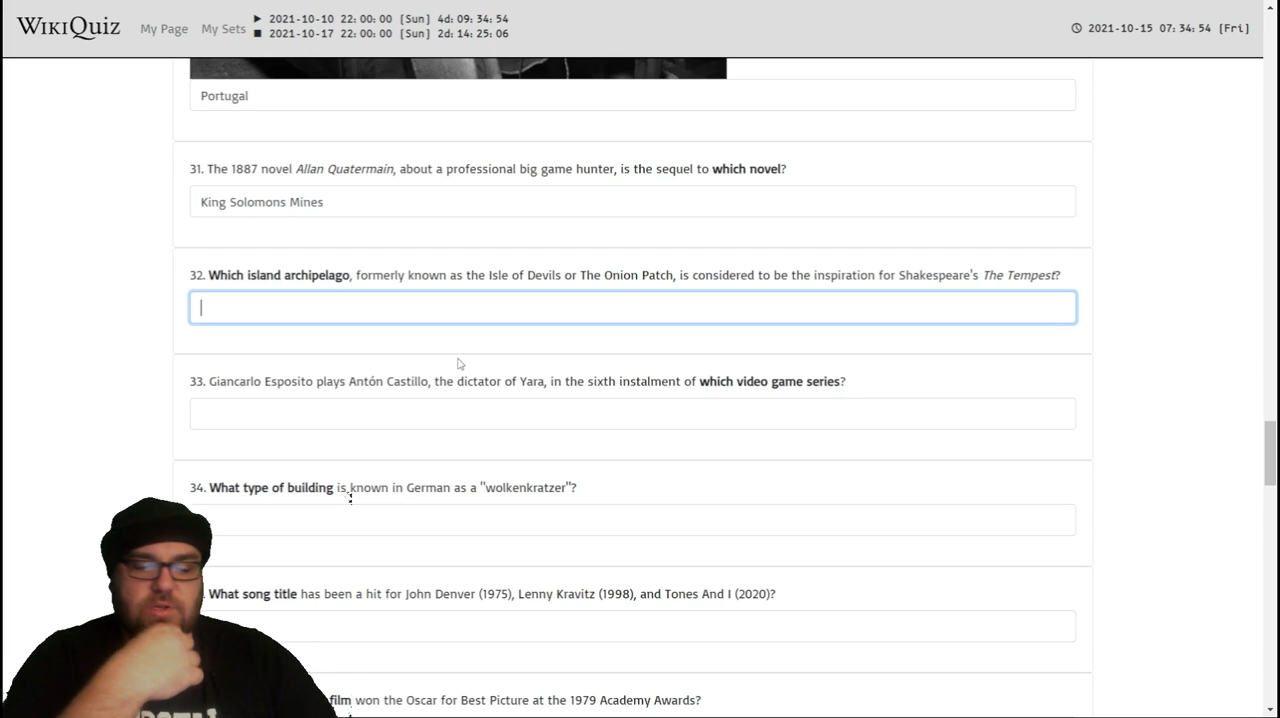 WIKIQUIZ My Page My Sets ▶ 2021-10-10 22:00:00 [Sun] 4d:09:34:54
■ 2021-10-17 22:00:00 [Sun] 2d:14:25:06
2021-10-15 07:34:54 [Fri]
Portugal
31. The 1887 novel Allan Quatermain, about a professional big game hunter, is the sequel to which novel?
King Solomons Mines
32. Which island archipelago, formerly known as the Isle of Devils or The Onion Patch, is considered to be the inspiration for Shakespeare's The Tempest?
33. Giancarlo Esposito plays Antón Castillo, the dictator of Yara, in the sixth instalment of which video game series?
34. What type of building is known in German as a "wolkenkratzer"?
What song title has been a hit for John Denver (1975), Lenny Kravitz (1998), and Tones And I (2020)?
film won the Oscar for Best Picture at the 1979 Academy Awards?